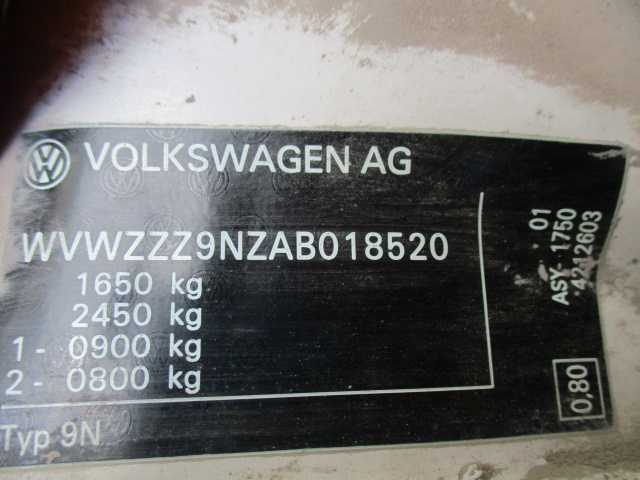 VOLKSWAGEN AG
WVWZZZ9NZAB018520
1650 kg
2450 kg
1 - 0900 kg
2 - 0800 kg
Typ 9N
01
ASY 1750
4212603
0,80